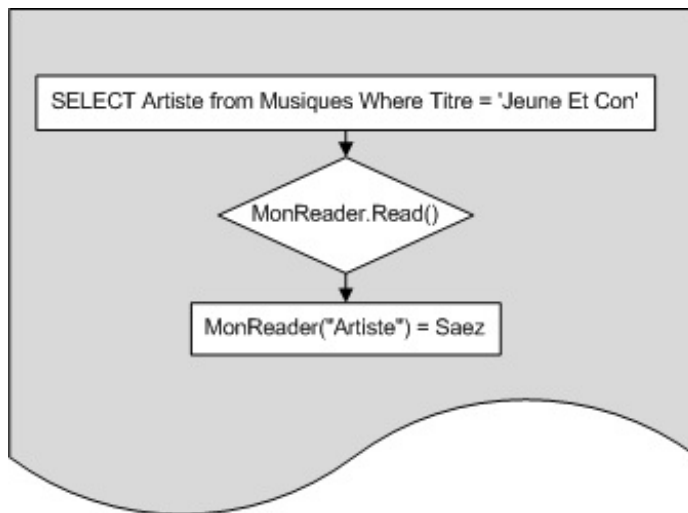 SELECT Artiste from Musiques Where Titre = 'Jeune Et Con'
MonReader.Read()
MonReader("Artiste") = Saez